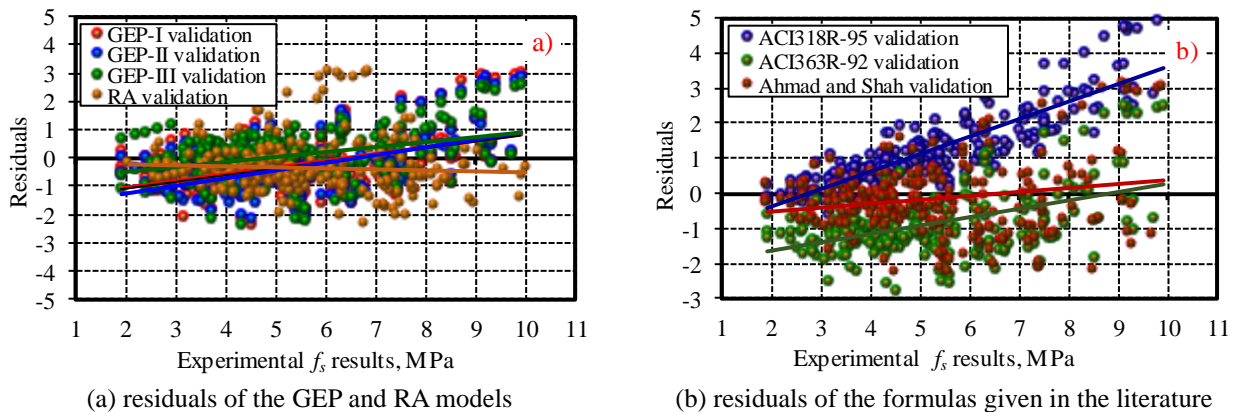 a)
GEP-I validation
GEP-II validation
GEP-III validation
RA validation
5
4
3
2
1
0
-1
-2
-3
-4
-5
Residuals
1 2 3 4 5 6 7 8 9 10 11
Experimental fs results, MPa
(a) residuals of the GEP and RA models
b)
ACI318R-95 validation
ACI363R-92 validation
Ahmad and Shah validation
5
4
3
2
1
0
-1
-2
-3
Residuals
1 2 3 4 5 6 7 8 9 10 11
Experimental fs results, MPa
(b) residuals of the formulas given in the literature